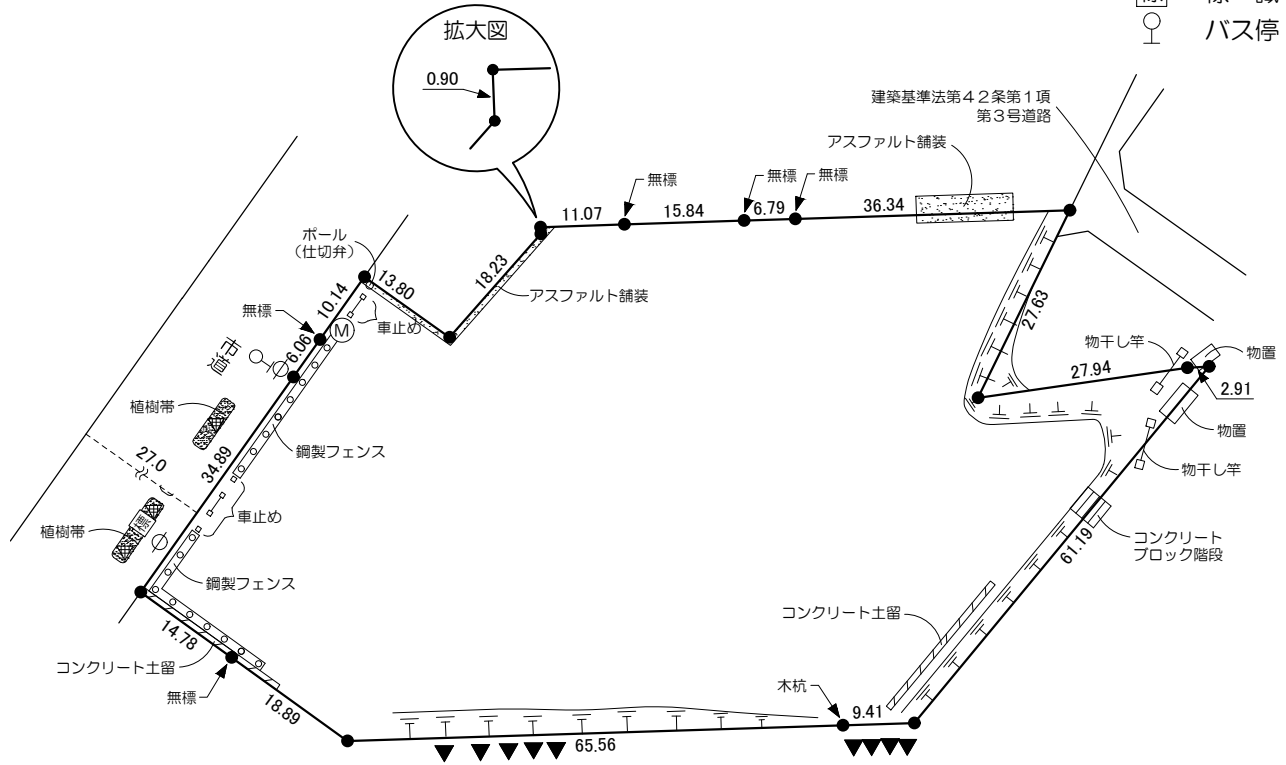 標　識
バス停
拡大図
0.90
建築基準法第42条第1項
第3号道路
アスファルト舗装
無標
無標
無標
11.07
15.84
6.79
36.34
ポール
(仕切弁)
13.80
18.23
アスファルト舗装
10.14
無標
M
車止め
6.06
市道
27.63
物干し竿
物置
27.94
2.91
植樹帯
物置
鋼製フェンス
34.89
27.0
物干し竿
標
車止め
植樹帯
コンクリート
ブロック階段
61.19
鋼製フェンス
コンクリート土留
14.78
コンクリート土留
無標
木杭
18.89
9.41
65.56